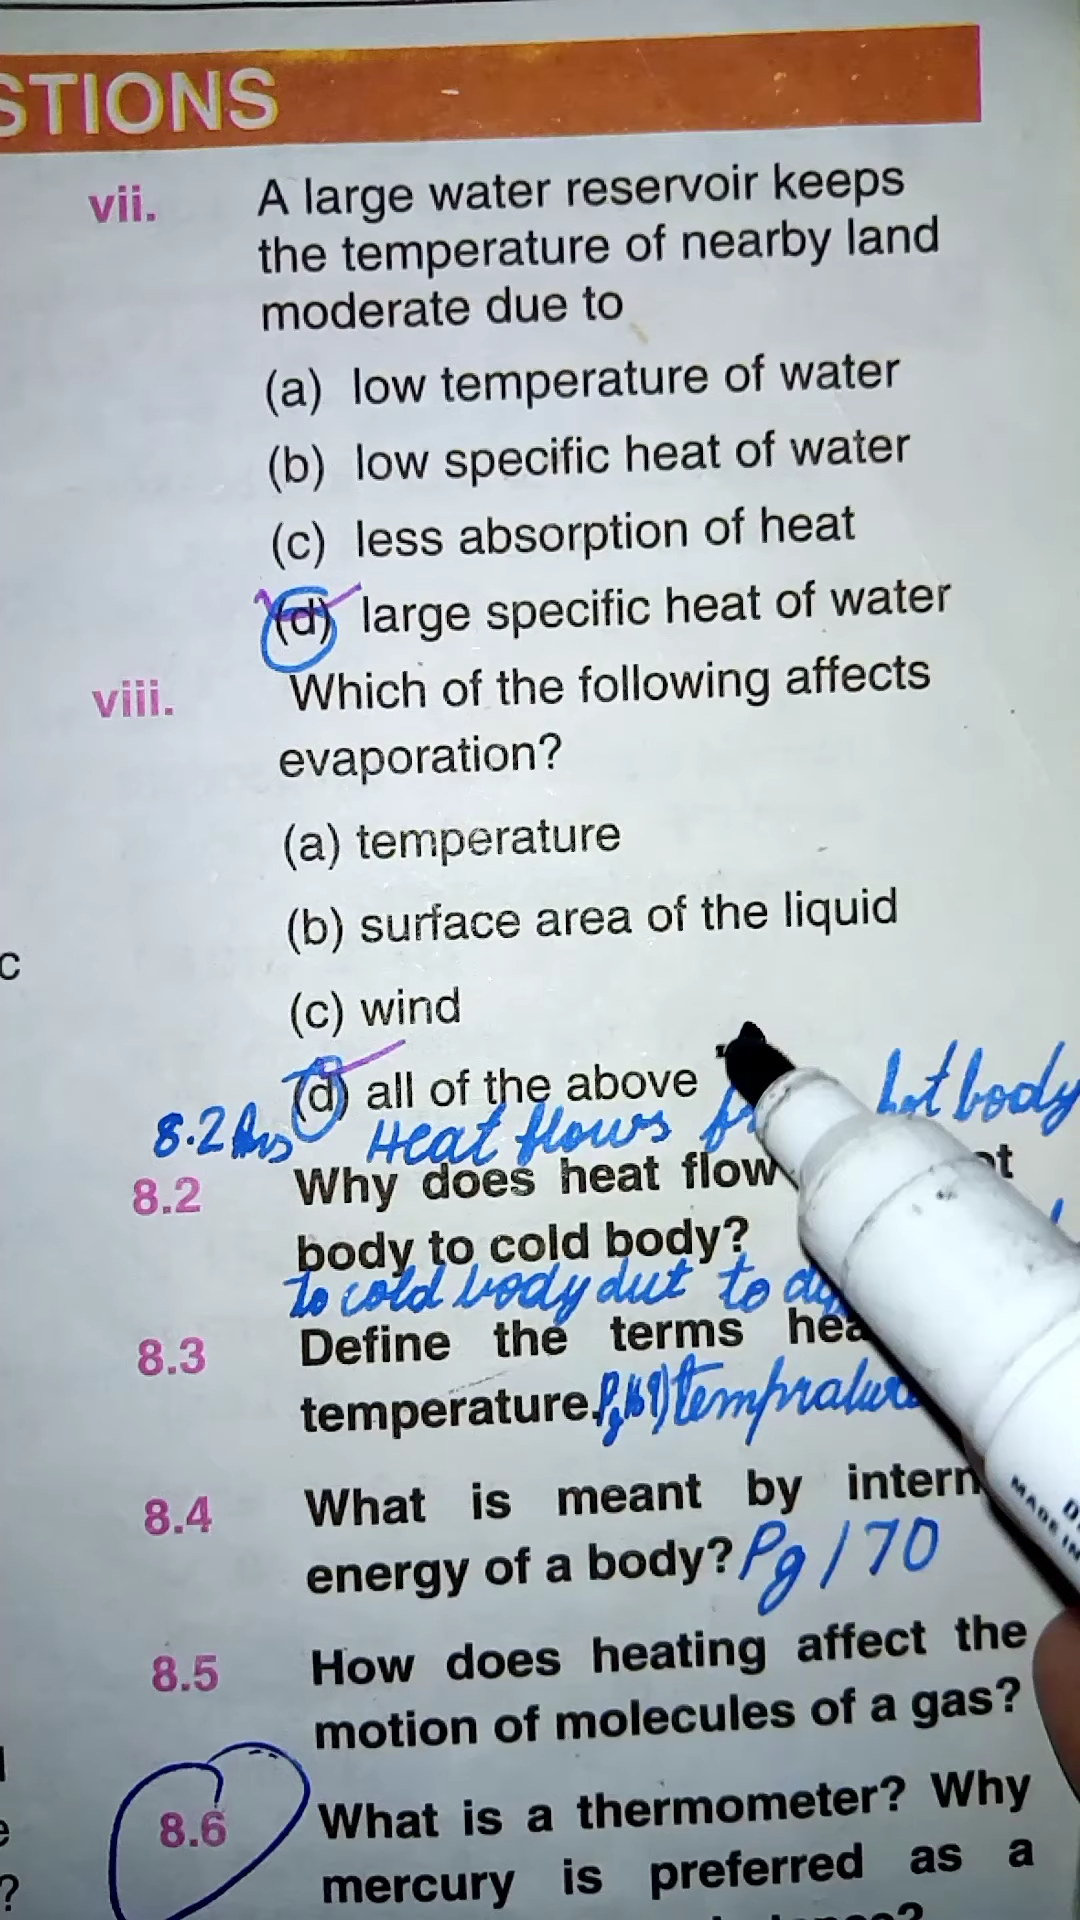 STIONS
vii. A large water reservoir keeps
the temperature of nearby land
moderate due to
(a) low temperature of water
(b) low specific heat of water
(c) less absorption of heat
(d) large specific heat of water
viii. Which of the following affects
evaporation?
(a) temperature
(b) surface area of the liquid
(c) wind
c
(d) all of the above
8.2 Ans Heat flows hot body
8.2 Why does heat flow
body to cold body?
to cold body dut to
8.3 Define the terms
temperature. tempralure
8.4 What is meant by intern
energy of a body? Pg 170
8.5 How does heating affect the
motion of molecules of a gas?
8.6 What is a thermometer? Why
mercury is preferred as a
?
MADE IN